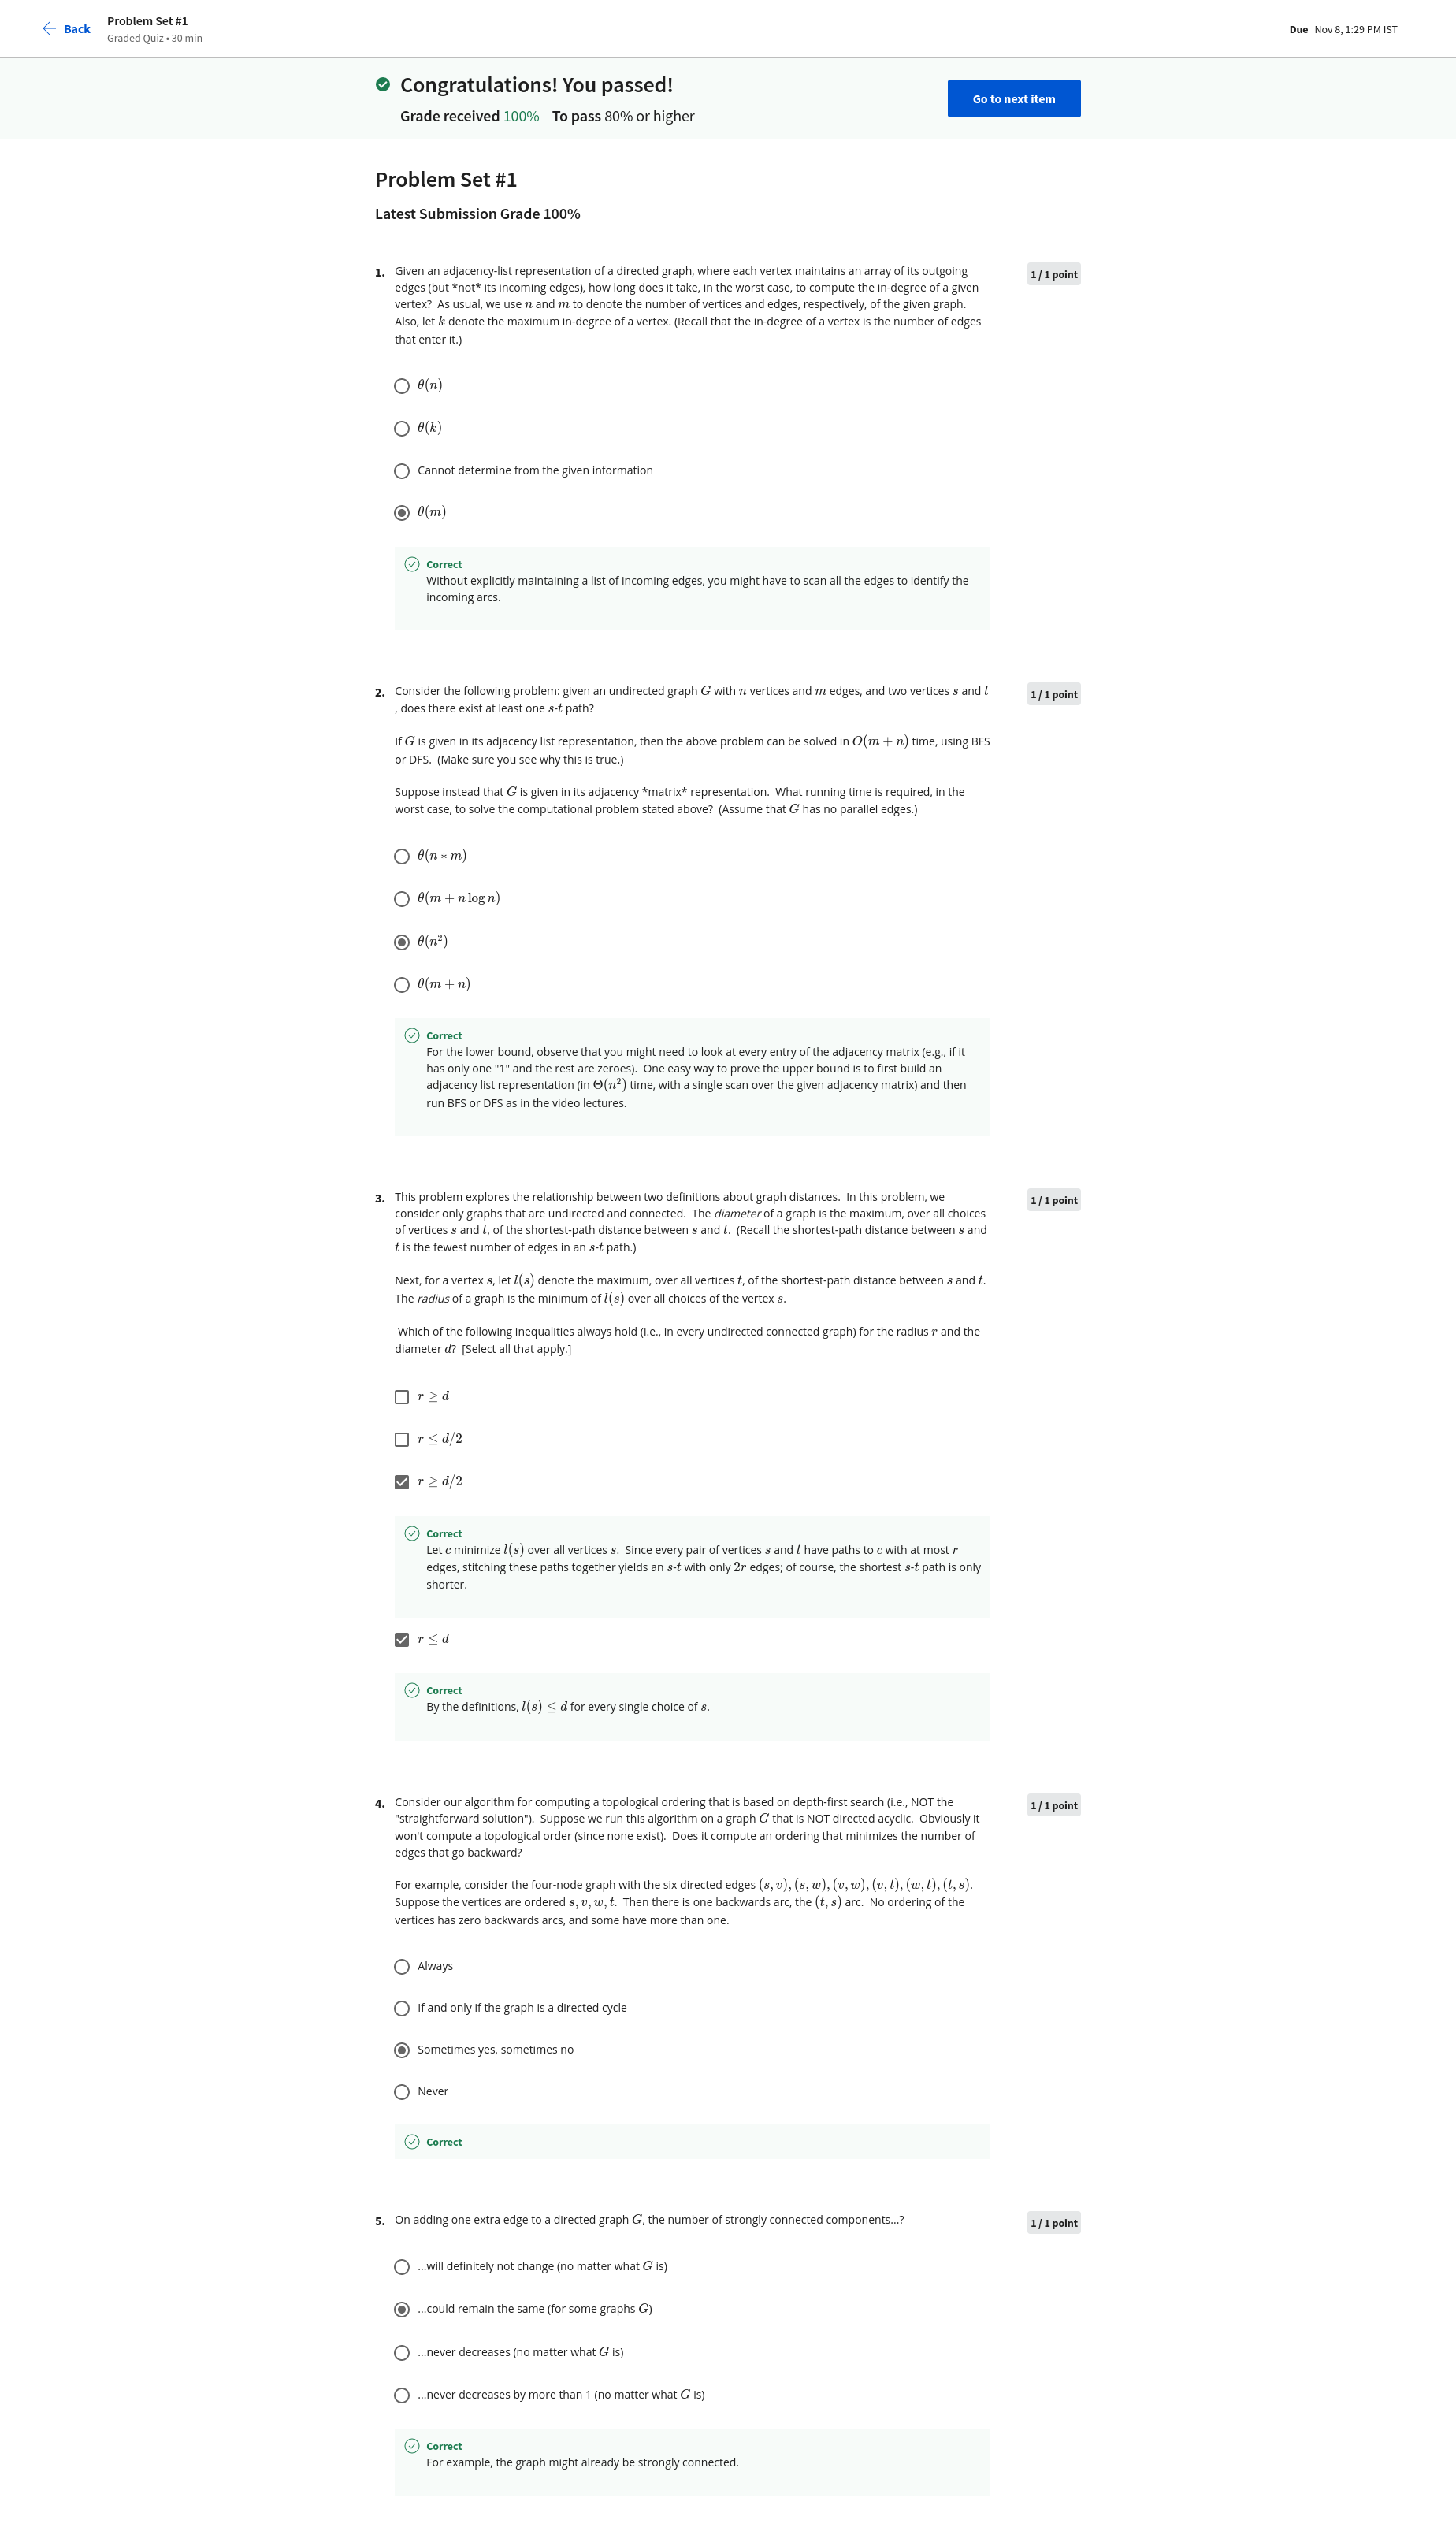 Back
Problem Set #1
Graded Quiz • 30 min
Due Nov 8, 1:29 PM IST
Congratulations! You passed!
Grade received 100% To pass 80% or higher
Go to next item
Problem Set #1
Latest Submission Grade 100%
1. Given an adjacency-list representation of a directed graph, where each vertex maintains an array of its outgoing
edges (but *not* its incoming edges), how long does it take, in the worst case, to compute the in-degree of a given
vertex? As usual, we use n and m to denote the number of vertices and edges, respectively, of the given graph.
Also, let k denote the maximum in-degree of a vertex. (Recall that the in-degree of a vertex is the number of edges
that enter it.)
1 / 1 point
θ(n)
θ(k)
Cannot determine from the given information
θ(m)
Correct
Without explicitly maintaining a list of incoming edges, you might have to scan all the edges to identify the
incoming arcs.
2. Consider the following problem: given an undirected graph G with n vertices and m edges, and two vertices s and t
, does there exist at least one s-t path?
1 / 1 point
If G is given in its adjacency list representation, then the above problem can be solved in O(m + n) time, using BFS
or DFS. (Make sure you see why this is true.)
Suppose instead that G is given in its adjacency *matrix* representation. What running time is required, in the
worst case, to solve the computational problem stated above? (Assume that G has no parallel edges.)
θ(n ∗ m)
θ(m + n log n)
θ(n²)
θ(m + n)
Correct
For the lower bound, observe that you might need to look at every entry of the adjacency matrix (e.g., if it
has only one "1" and the rest are zeroes). One easy way to prove the upper bound is to first build an
adjacency list representation (in Θ(n²) time, with a single scan over the given adjacency matrix) and then
run BFS or DFS as in the video lectures.
3. This problem explores the relationship between two definitions about graph distances. In this problem, we
consider only graphs that are undirected and connected. The diameter of a graph is the maximum, over all choices
of vertices s and t, of the shortest-path distance between s and t. (Recall the shortest-path distance between s and
t is the fewest number of edges in an s-t path.)
1 / 1 point
Next, for a vertex s, let l(s) denote the maximum, over all vertices t, of the shortest-path distance between s and t.
The radius of a graph is the minimum of l(s) over all choices of the vertex s.
Which of the following inequalities always hold (i.e., in every undirected connected graph) for the radius r and the
diameter d? [Select all that apply.]
r ≥ d
r ≤ d/2
r ≥ d/2
Correct
Let c minimize l(s) over all vertices s. Since every pair of vertices s and t have paths to c with at most r
edges, stitching these paths together yields an s-t with only 2r edges; of course, the shortest s-t path is only
shorter.
r ≤ d
Correct
By the definitions, l(s) ≤ d for every single choice of s.
4. Consider our algorithm for computing a topological ordering that is based on depth-first search (i.e., NOT the
"straightforward solution"). Suppose we run this algorithm on a graph G that is NOT directed acyclic. Obviously it
won't compute a topological order (since none exist). Does it compute an ordering that minimizes the number of
edges that go backward?
1 / 1 point
For example, consider the four-node graph with the six directed edges (s, v), (s, w), (v, w), (v, t), (w, t), (t, s).
Suppose the vertices are ordered s, v, w, t. Then there is one backwards arc, the (t, s) arc. No ordering of the
vertices has zero backwards arcs, and some have more than one.
Always
If and only if the graph is a directed cycle
Sometimes yes, sometimes no
Never
Correct
5. On adding one extra edge to a directed graph G, the number of strongly connected components...?
1 / 1 point
...will definitely not change (no matter what G is)
...could remain the same (for some graphs G)
...never decreases (no matter what G is)
...never decreases by more than 1 (no matter what G is)
Correct
For example, the graph might already be strongly connected.